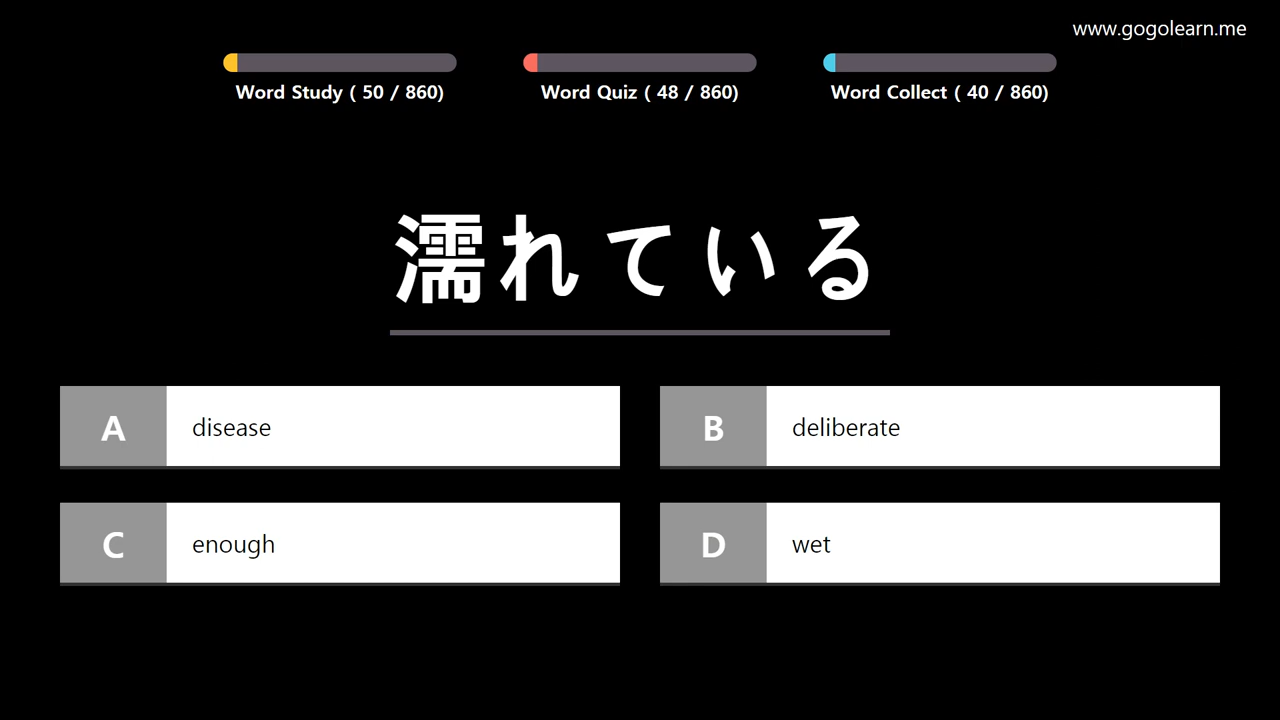 www.gogolearn.me
Word Study ( 50 / 860)
Word Quiz ( 48 / 860)
Word Collect ( 40 / 860)
濡れている
A disease
B deliberate
C enough
D wet